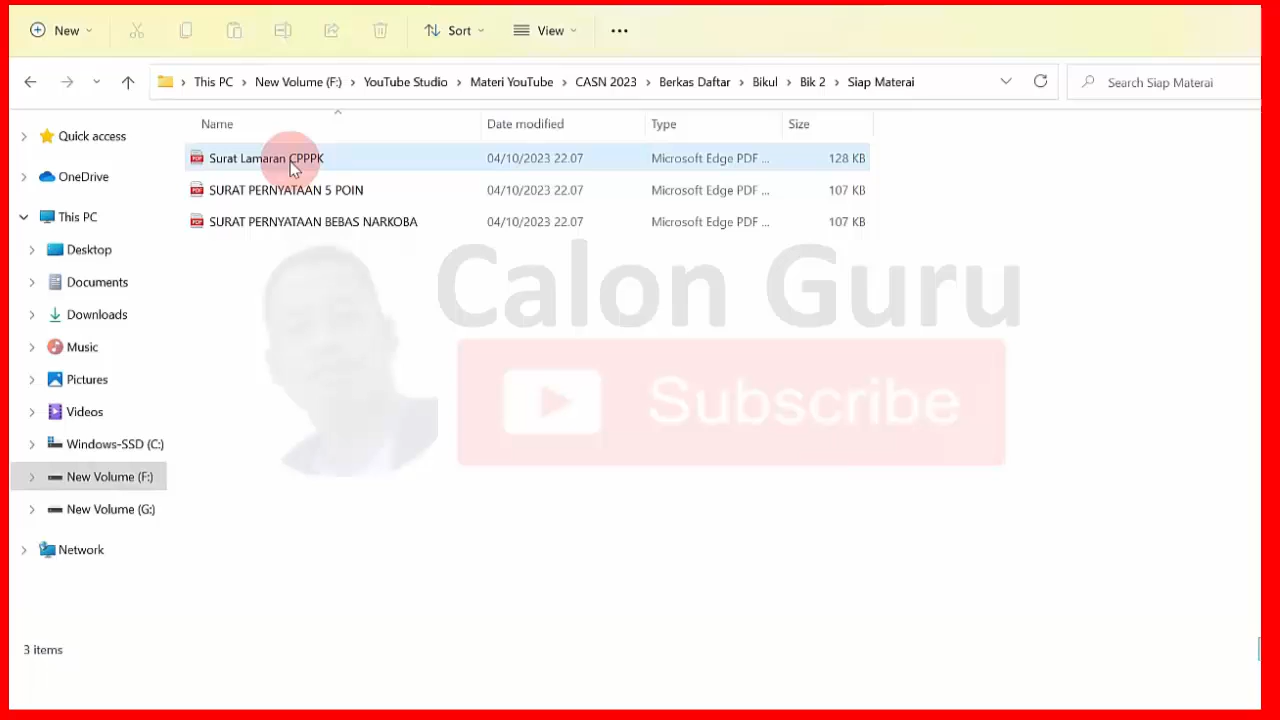 New Sort View
This PC New Volume (F:) YouTube Studio Materi YouTube CASN 2023 Berkas Daftar Bikul Bik 2 Siap Materai Search Siap Materai
Name Date modified Type Size
Quick access
Surat Lamaran CPPPK 04/10/2023 22.07 Microsoft Edge PDF ... 128 KB
OneDrive
SURAT PERNYATAAN 5 POIN 04/10/2023 22.07 Microsoft Edge PDF ... 107 KB
This PC
SURAT PERNYATAAN BEBAS NARKOBA 04/10/2023 22.07 Microsoft Edge PDF ... 107 KB
Desktop
Documents
Downloads
Music
Pictures
Videos
Windows-SSD (C:)
New Volume (F:)
New Volume (G:)
Network
Calon Guru
Subscribe
3 items